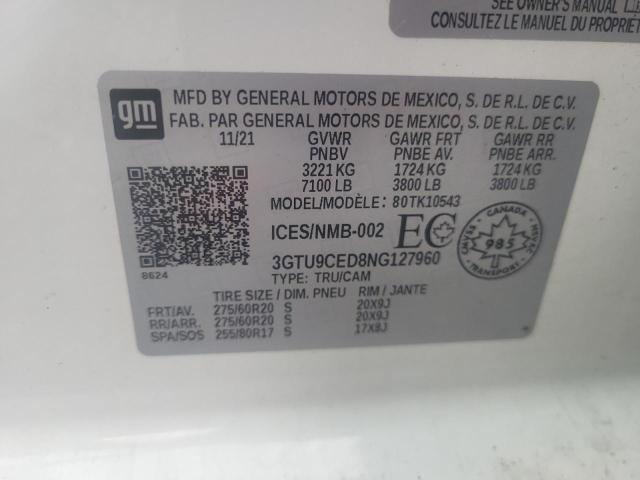 SEE OWNER'S MANUAL
CONSULTEZ LE MANUEL DU
gm
MFD BY GENERAL MOTORS DE MEXICO, S. DE R.L. DE C.V.
FAB. PAR GENERAL MOTORS DE MEXICO, S. DE R.L. DE C.V.
11/21 GVWR GAWR FRT GAWR RR
PNBV PNBE AV. PNBE ARR.
3221 KG 1724 KG 1724 KG
7100 LB 3800 LB 3800 LB
MODEL/MODÈLE: 80TK10543
ICES/NMB-002 EC
CANADA 985
3GTU9CED8NG127960
8624
TYPE: TRU/CAM
TIRE SIZE / DIM. PNEU RIM / JANTE
FRT/AV. 275/60R20 S 20X9J
RR/ARR. 275/60R20 S 20X9J
SPA/SOS 255/80R17 S 17X8J